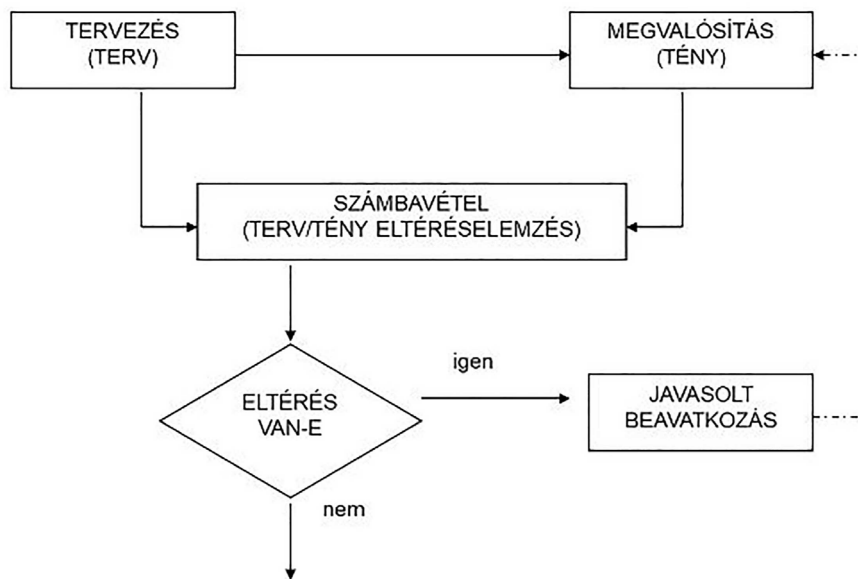 TERVEZÉS
(TERV)
MEGVALÓSÍTÁS
(TÉNY)
SZÁMBAVÉTEL
(TERV/TÉNY ELTÉRÉSELEMZÉS)
ELTÉRÉS
VAN-E
igen
JAVASOLT
BEAVATKOZÁS
nem